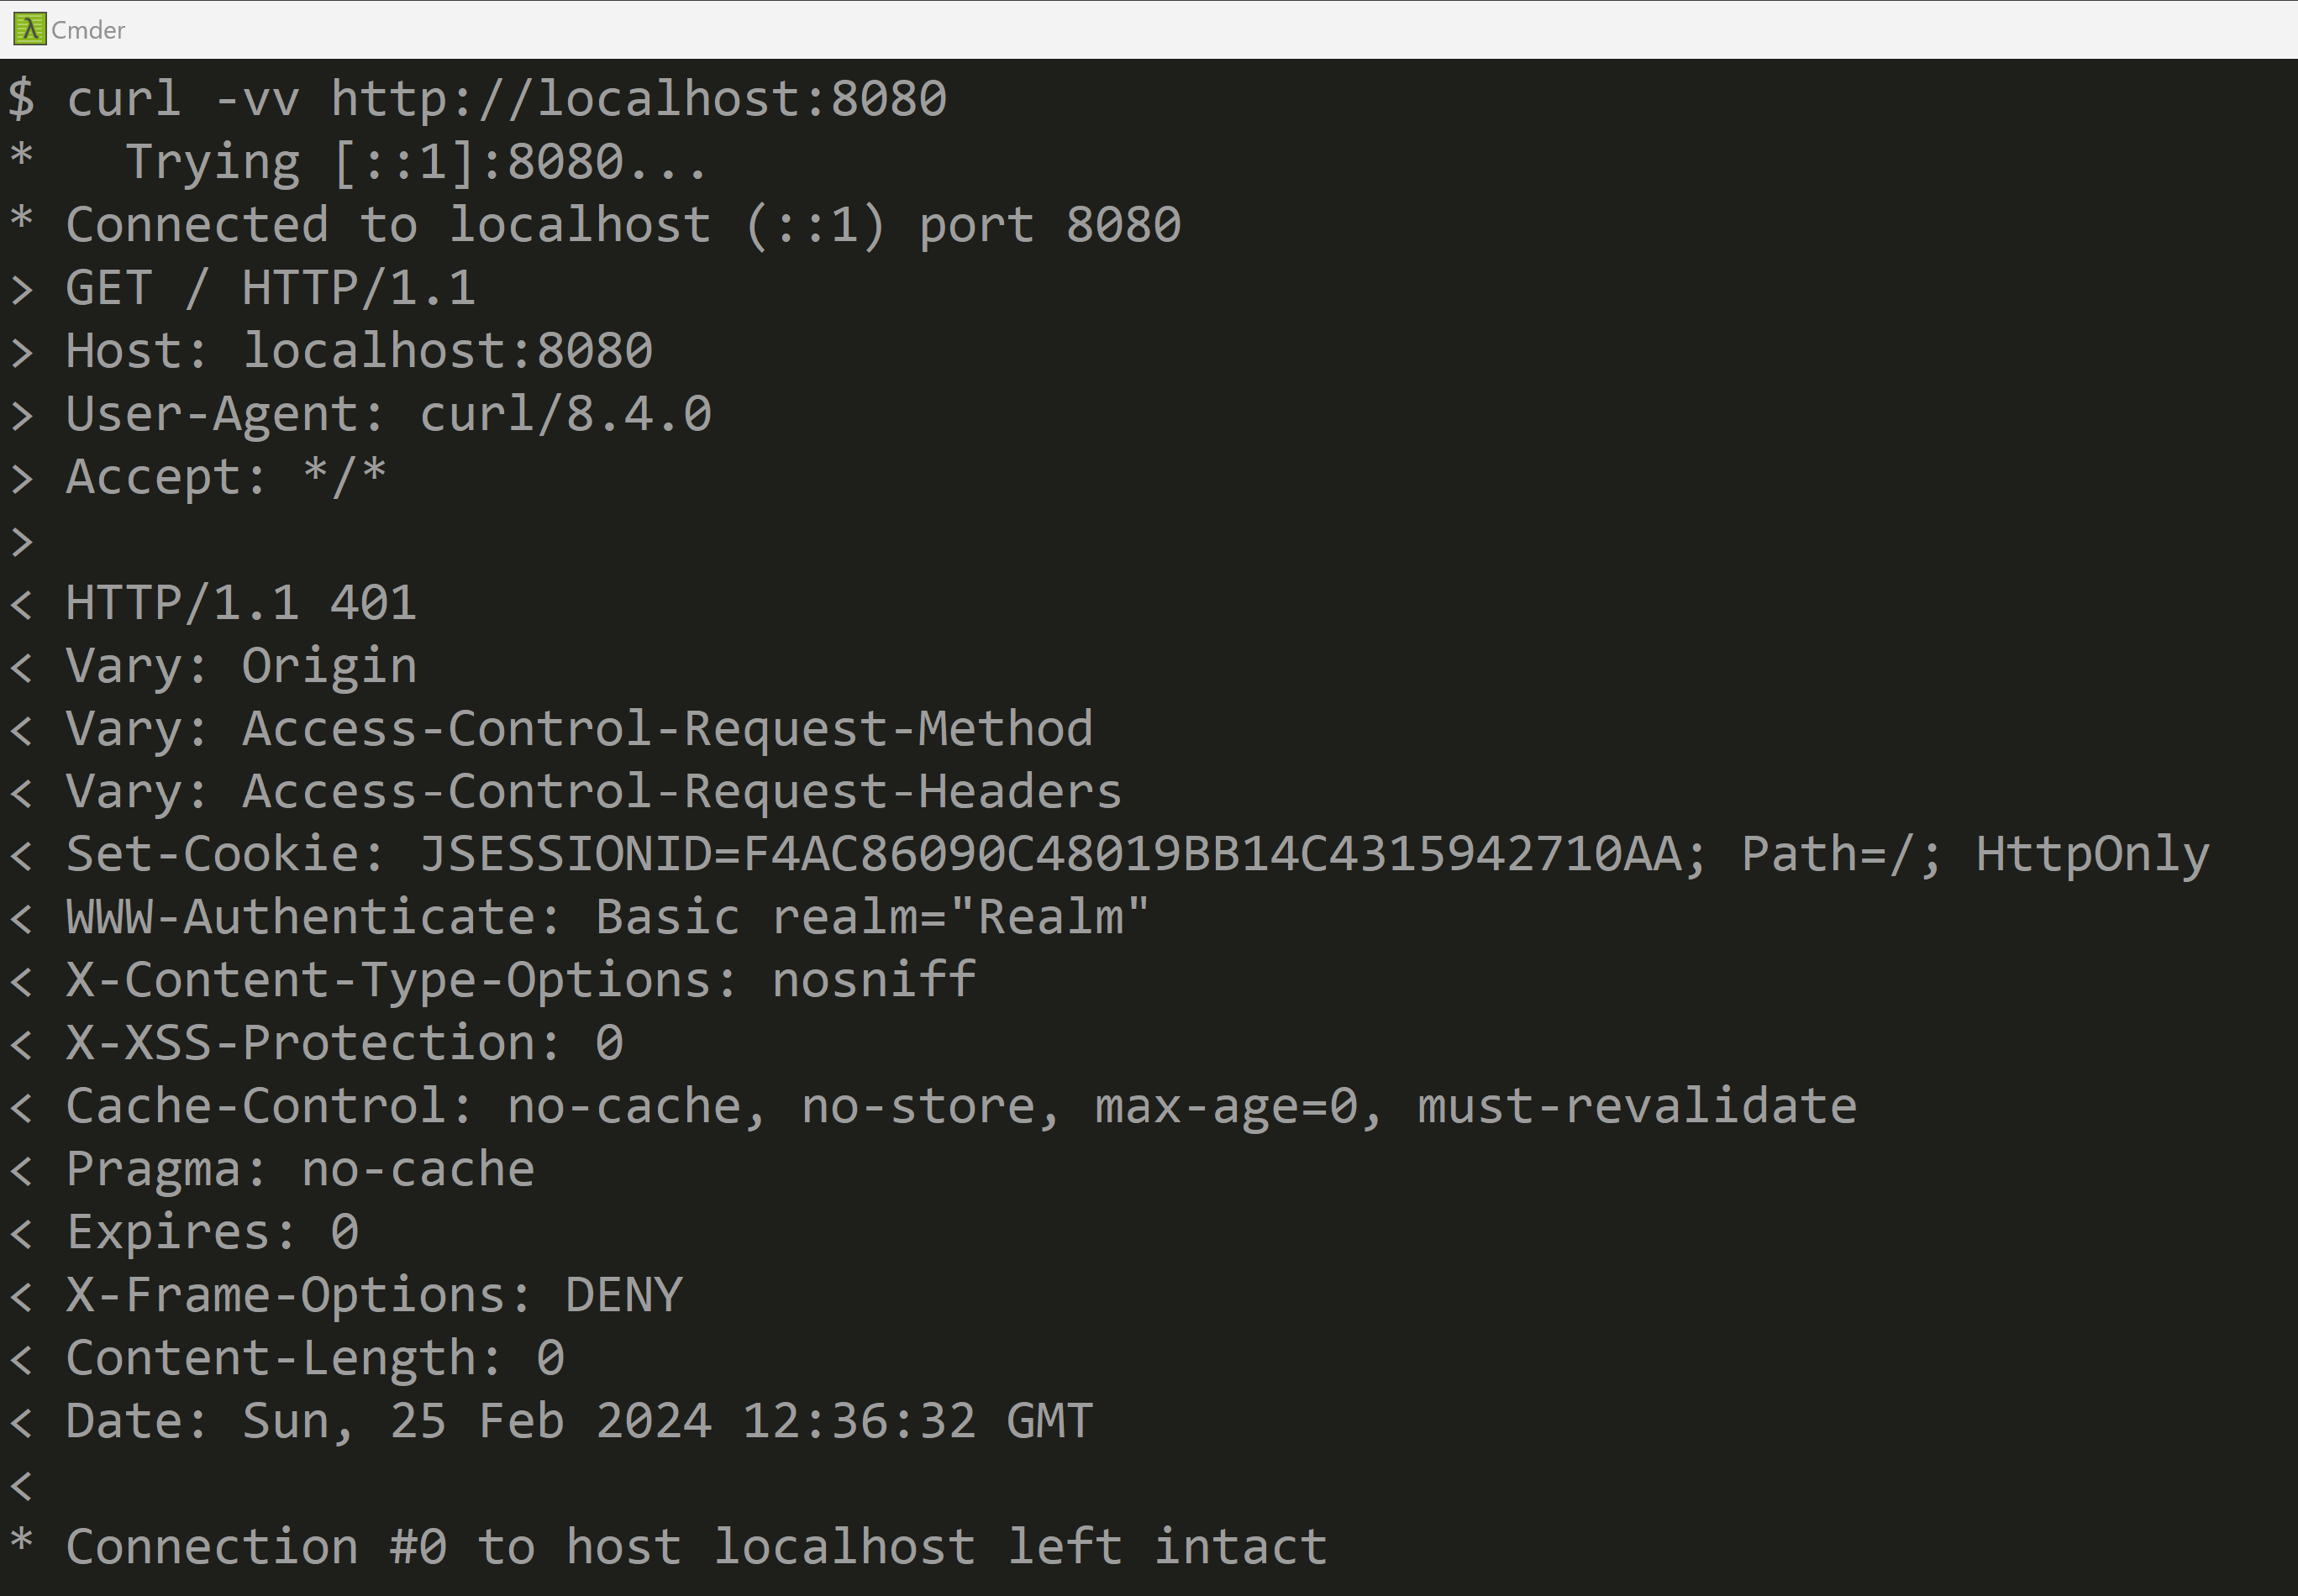 Cmder
$ curl -vv http://localhost:8080
*   Trying [::1]:8080...
* Connected to localhost (::1) port 8080
> GET / HTTP/1.1
> Host: localhost:8080
> User-Agent: curl/8.4.0
> Accept: */*
>
< HTTP/1.1 401
< Vary: Origin
< Vary: Access-Control-Request-Method
< Vary: Access-Control-Request-Headers
< Set-Cookie: JSESSIONID=F4AC86090C48019BB14C4315942710AA; Path=/; HttpOnly
< WWW-Authenticate: Basic realm="Realm"
< X-Content-Type-Options: nosniff
< X-XSS-Protection: 0
< Cache-Control: no-cache, no-store, max-age=0, must-revalidate
< Pragma: no-cache
< Expires: 0
< X-Frame-Options: DENY
< Content-Length: 0
< Date: Sun, 25 Feb 2024 12:36:32 GMT
<
* Connection #0 to host localhost left intact